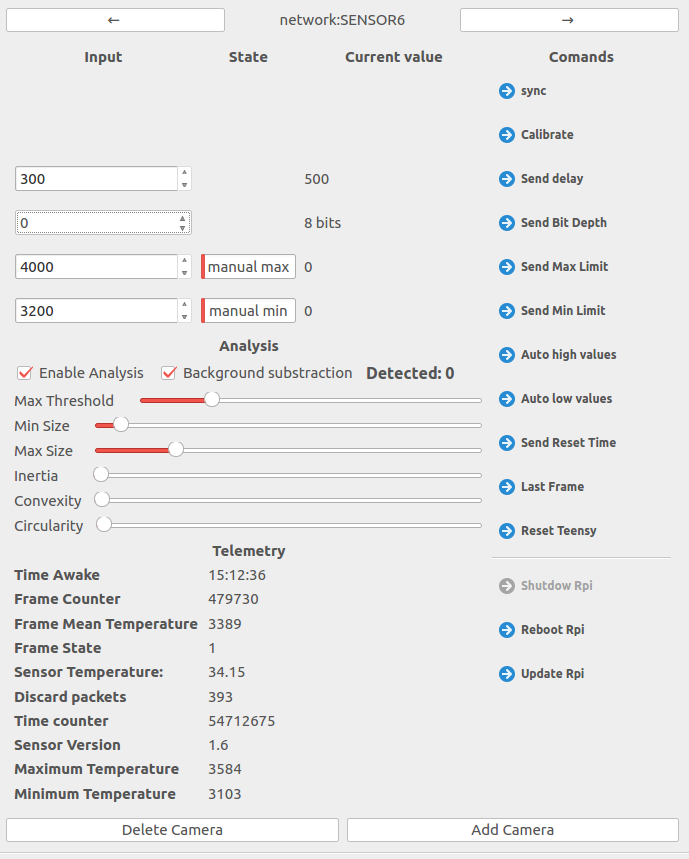 ← network:SENSOR6 →
Input State Current value Comands
sync
Calibrate
300 500 Send delay
0 8 bits Send Bit Depth
4000 manual max 0 Send Max Limit
3200 manual min 0 Send Min Limit
Analysis
Auto high values
Enable Analysis Background substraction Detected: 0
Max Threshold Auto low values
Min Size
Max Size Send Reset Time
Inertia
Last Frame
Convexity
Circularity Reset Teensy
Telemetry
Time Awake 15:12:36
Shutdow Rpi
Frame Counter 479730
Frame Mean Temperature 3389 Reboot Rpi
Frame State 1
Sensor Temperature: 34.15 Update Rpi
Discard packets 393
Time counter 54712675
Sensor Version 1.6
Maximum Temperature 3584
Minimum Temperature 3103
Delete Camera Add Camera